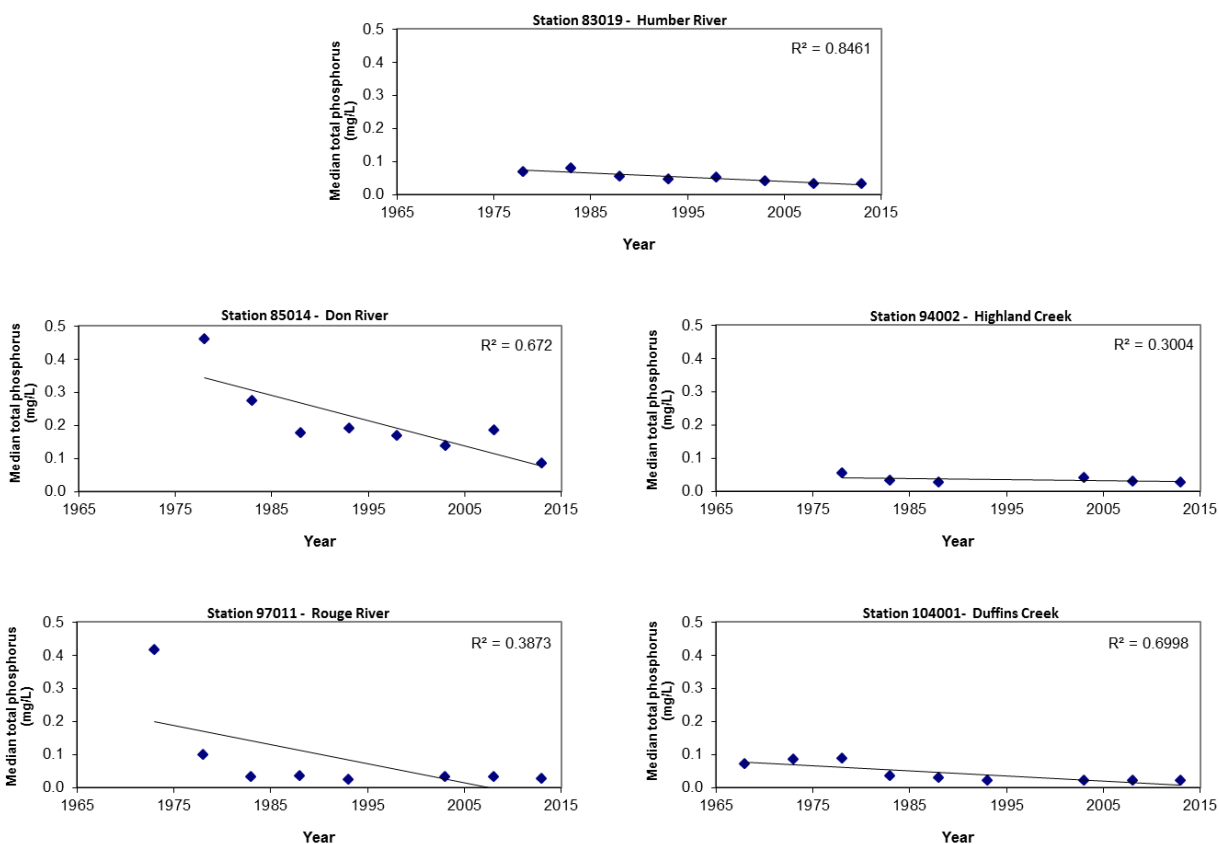 Station 83019 - Humber River
R² = 0.8461
Median total phosphorus
(mg/L)
0.5
0.4
0.3
0.2
0.1
0.0
1965 1975 1985 1995 2005 2015
Year
Station 85014 - Don River
R² = 0.672
Median total phosphorus
(mg/L)
0.5
0.4
0.3
0.2
0.1
0.0
1965 1975 1985 1995 2005 2015
Year
Station 94002 - Highland Creek
R² = 0.3004
Median total phosphorus
(mg/L)
0.5
0.4
0.3
0.2
0.1
0.0
1965 1975 1985 1995 2005 2015
Year
Station 97011 - Rouge River
R² = 0.3873
Median total phosphorus
(mg/L)
0.5
0.4
0.3
0.2
0.1
0.0
1965 1975 1985 1995 2005 2015
Year
Station 104001- Duffins Creek
R² = 0.6998
Median total phosphorus
(mg/L)
0.5
0.4
0.3
0.2
0.1
0.0
1965 1975 1985 1995 2005 2015
Year